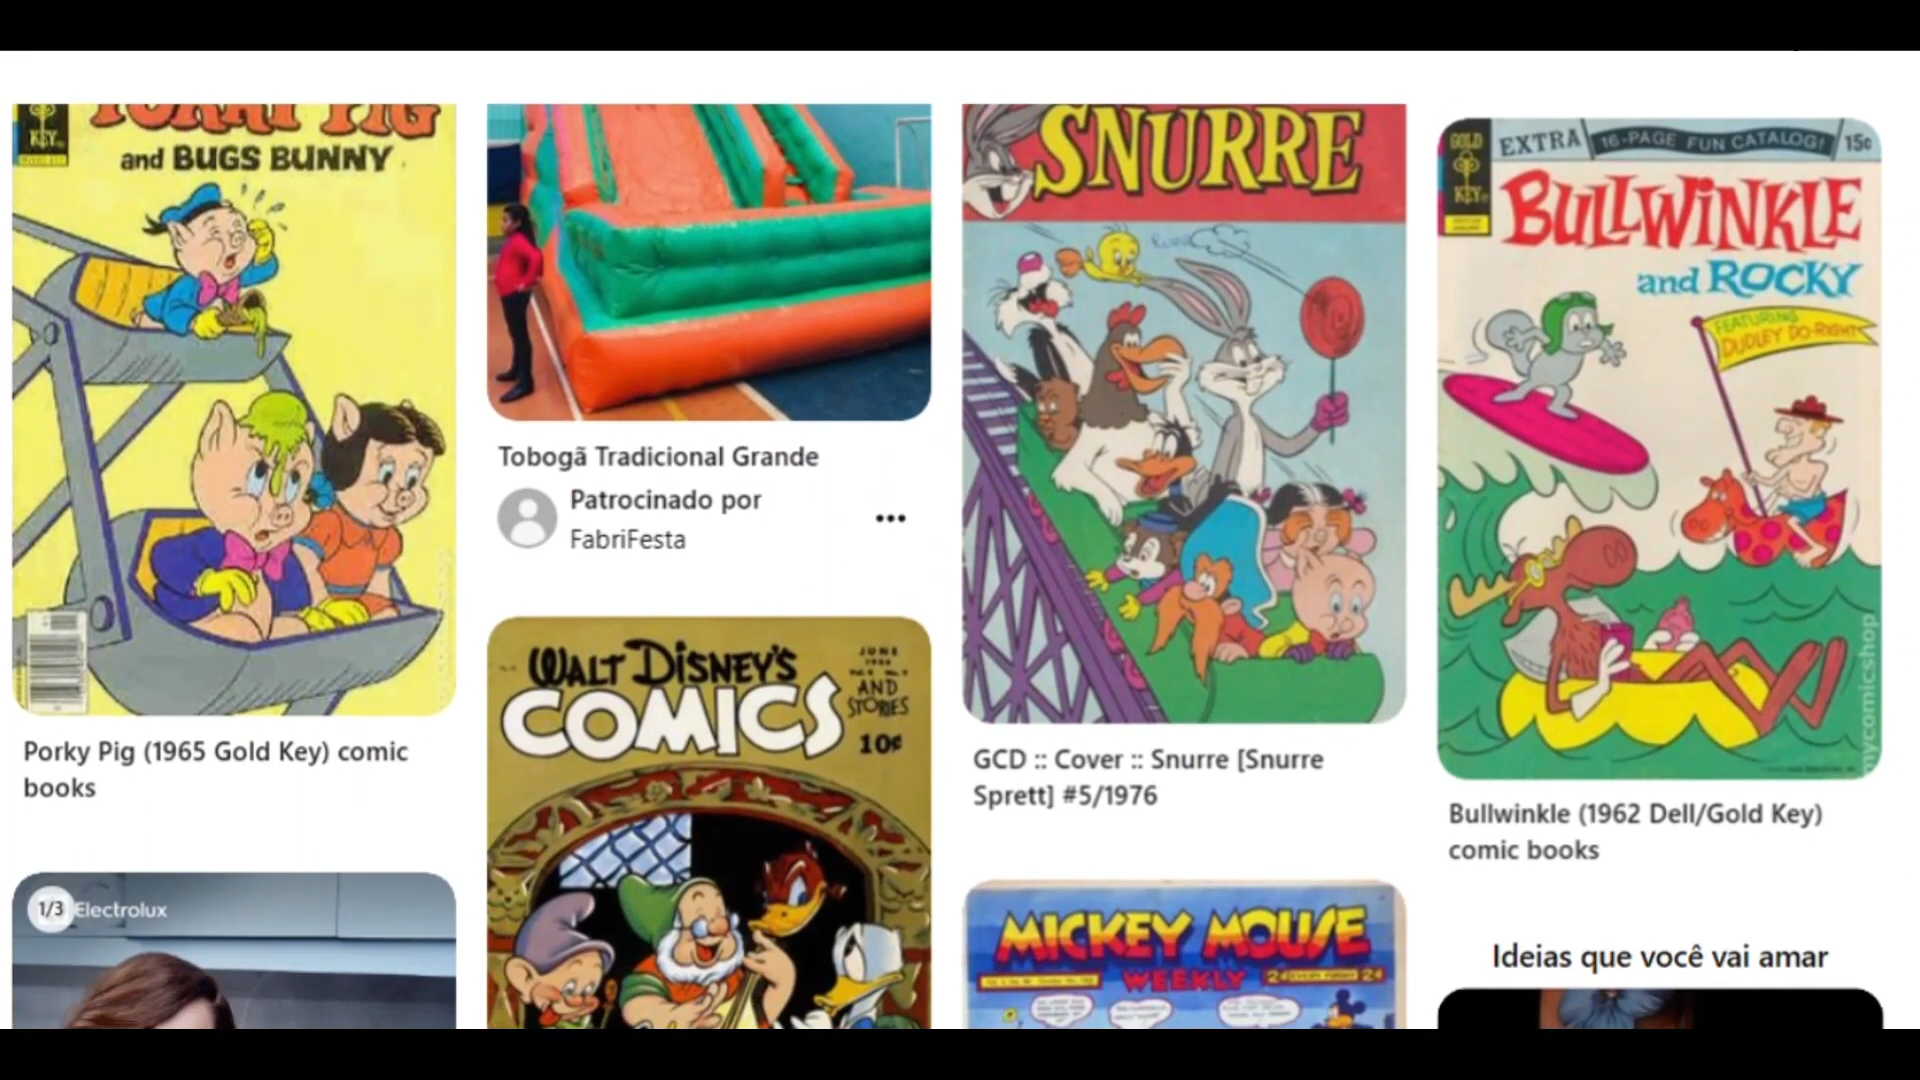 PORKY PIG
and BUGS BUNNY
KEY
Porky Pig (1965 Gold Key) comic
books
1/3 Electrolux
Tobogã Tradicional Grande
Patrocinado por
FabriFesta
WALT DISNEY'S
COMICS
JUNE
AND
STORIES
10¢
SNURRE
GCD :: Cover :: Snurre [Snurre
Sprett] #5/1976
MICKEY MOUSE
WEEKLY
GOLD
KEY
EXTRA 16-PAGE FUN CATALOG! 15¢
BULLWINKLE
and ROCKY
FEATURING
DUDLEY DO-RIGHT
mycomicshop
Bullwinkle (1962 Dell/Gold Key)
comic books
Ideias que você vai amar